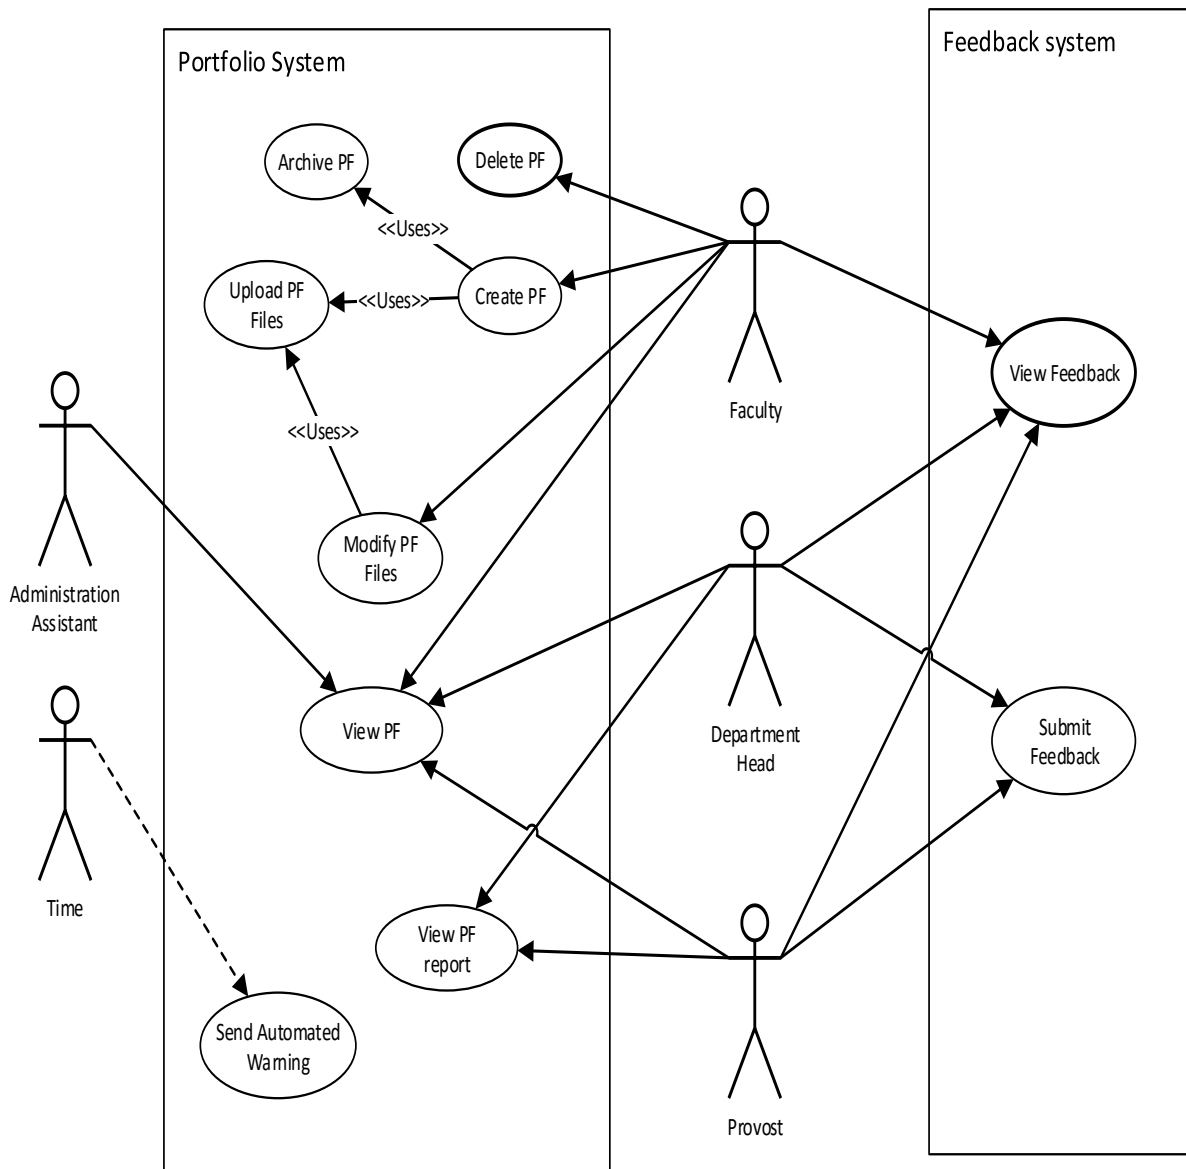 Portfolio System
Feedback system
Archive PF
Delete PF
<<Uses>>
Upload PF
Files
<<Uses>>
Create PF
View Feedback
Faculty
<<Uses>>
Modify PF
Files
Administration
Assistant
View PF
Department
Head
Submit
Feedback
Time
View PF
report
Send Automated
Warning
Provost